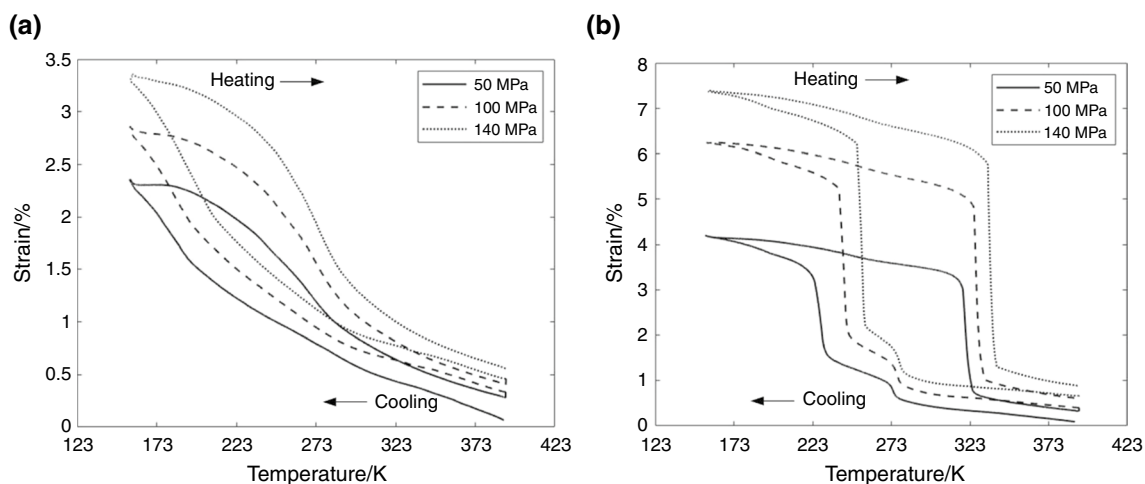 (a)
3.5
3
2.5
2
1.5
1
0.5
0
Strain/%
Heating
50 MPa
100 MPa
140 MPa
Cooling
123 173 223 273 323 373 423
Temperature/K
(b)
8
7
6
5
4
3
2
1
0
Strain/%
Heating
50 MPa
100 MPa
140 MPa
Cooling
123 173 223 273 323 373 423
Temperature/K